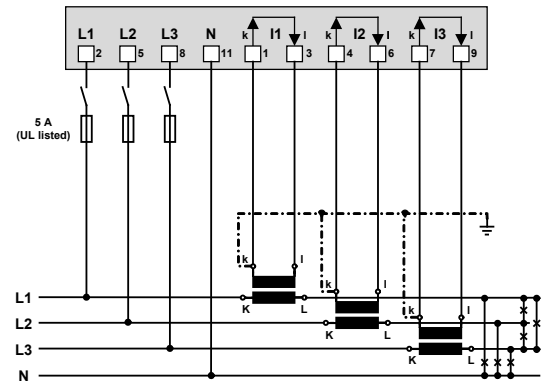 L1 L2 L3 N k I1 l k I2 l k I3 l
2 5 8 11 1 3 4 6 7 9
5 A
(UL listed)
k l
k l
k l
L1
K L
L2
K L
L3
K L
N